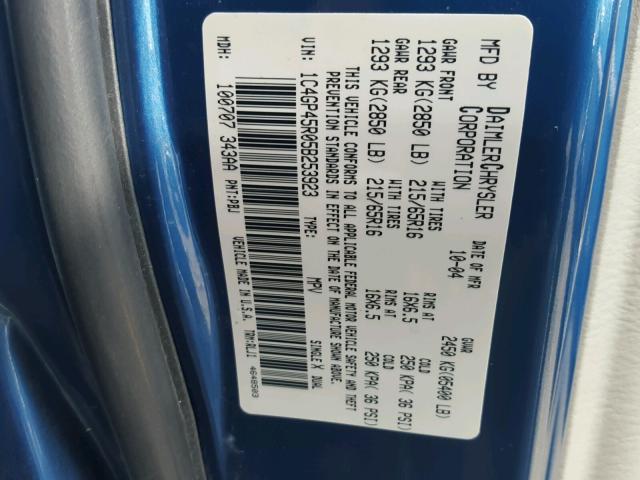 MFD BY DAIMLERCHRYSLER CORPORATION
DATE OF MFR 10-04
GVWR 2450 KG(05400 LB)
GAWR FRONT WITH TIRES RIMS AT COLD
1293 KG(2850 LB) 215/65R16 16X6.5 250 KPA( 36 PSI)
GAWR REAR WITH TIRES RIMS AT COLD
1293 KG(2850 LB) 215/65R16 16X6.5 250 KPA( 36 PSI)
THIS VEHICLE CONFORMS TO ALL APPLICABLE FEDERAL MOTOR VEHICLE SAFETY AND THEFT
PREVENTION STANDARDS IN EFFECT ON THE DATE OF MANUFACTURE SHOWN ABOVE.
VIN: 1C4GP45R05B253923 TYPE: MPV SINGLE X DUAL
MDH: 100707 343AA PNT:PBJ VEHICLE MADE IN U.S.A. TRM:RLJ1 4648503